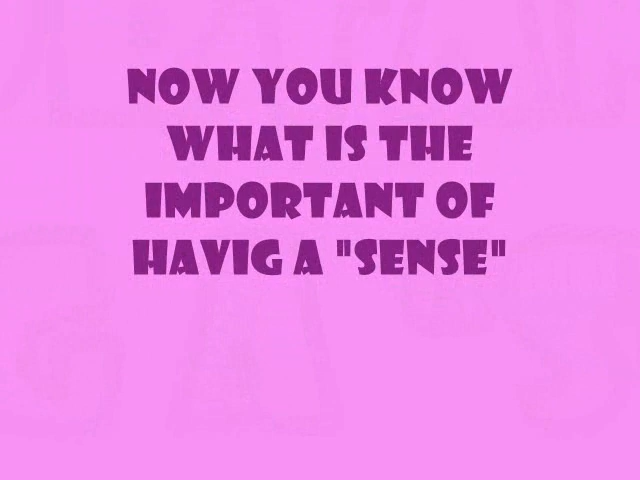 NOW YOU KNOW
WHAT IS THE
IMPORTANT OF
HAVIG A "SENSE"